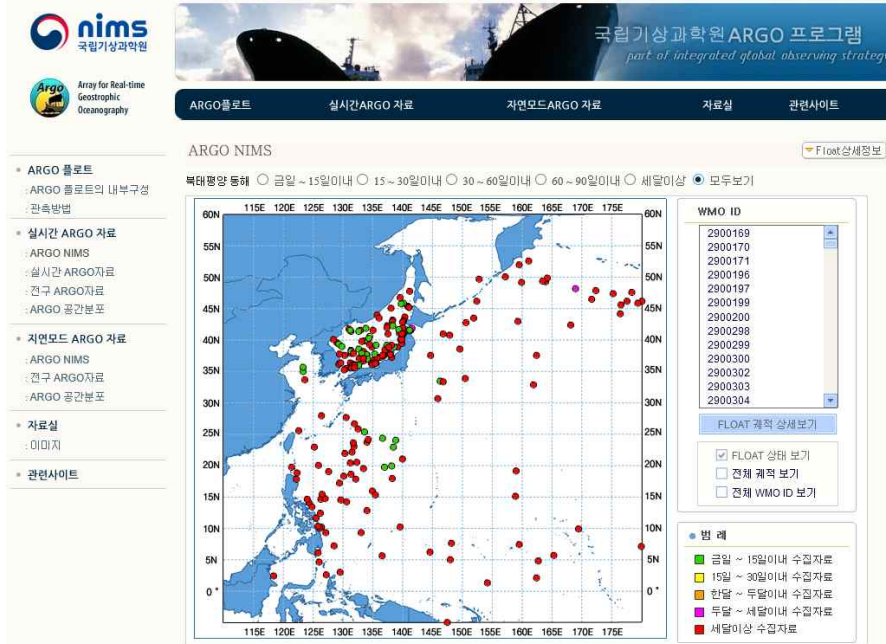 nims
국립기상과학원
Argo
Array for Real-time
Geostrophic
Oceanography
국립기상과학원 ARGO 프로그램
part of integrated global observing strateg
ARGO플로트 실시간ARGO 자료 자연모드ARGO 자료 자료실 관련사이트
ARGO 플로트
: ARGO 플로트의 내부구성
: 관측방법
실시간 ARGO 자료
: ARGO NIMS
: 실시간 ARGO자료
: 전구 ARGO자료
: ARGO 공간분포
지연모드 ARGO 자료
: ARGO NIMS
: 전구 ARGO자료
: ARGO 공간분포
자료실
: 이미지
관련사이트
ARGO NIMS
Float상세정보
북태평양 동해 금일 ~ 15일이내 15 ~ 30일이내 30 ~ 60일이내 60 ~ 90일이내 세달이상 모두보기
115E 120E 125E 130E 135E 140E 145E 150E 155E 160E 165E 170E 175E
60N 60N
55N 55N
50N 50N
45N 45N
40N 40N
35N 35N
30N 30N
25N 25N
20N 20N
15N 15N
10N 10N
5N 5N
0° 0°
115E 120E 125E 130E 135E 140E 145E 150E 155E 160E 165E 170E 175E
WMO ID
2900169
2900170
2900171
2900196
2900197
2900199
2900200
2900298
2900299
2900300
2900302
2900303
2900304
FLOAT 궤적 상세보기
FLOAT 상태 보기
전체 궤적 보기
전체 WMO ID 보기
범 례
금일 ~ 15일이내 수집자료
15일 ~ 30일이내 수집자료
한달 ~ 두달이내 수집자료
두달 ~ 세달이내 수집자료
세달이상 수집자료